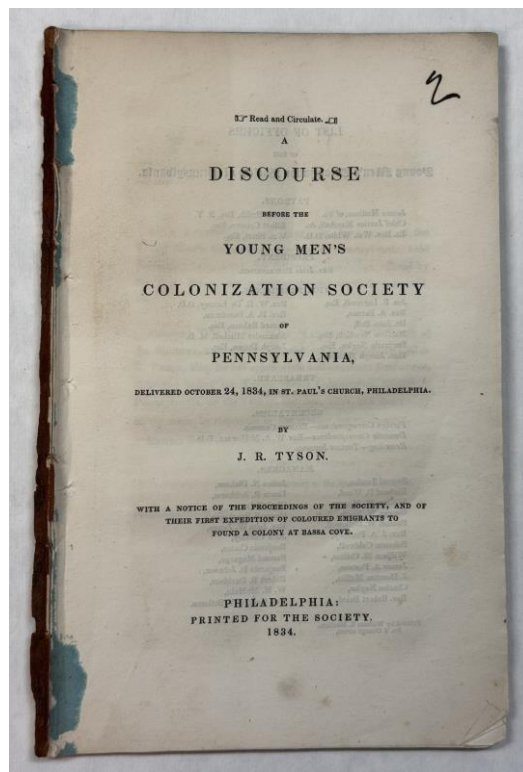 2
☞ Read and Circulate. ☜
A
DISCOURSE
BEFORE THE
YOUNG MEN'S
COLONIZATION SOCIETY
OF
PENNSYLVANIA,
DELIVERED OCTOBER 24, 1834, IN ST. PAUL'S CHURCH, PHILADELPHIA.
BY
J. R. TYSON.
WITH A NOTICE OF THE PROCEEDINGS OF THE SOCIETY, AND OF
THEIR FIRST EXPEDITION OF COLOURED EMIGRANTS TO
FOUND A COLONY AT BASSA COVE.
PHILADELPHIA:
PRINTED FOR THE SOCIETY.
1834.